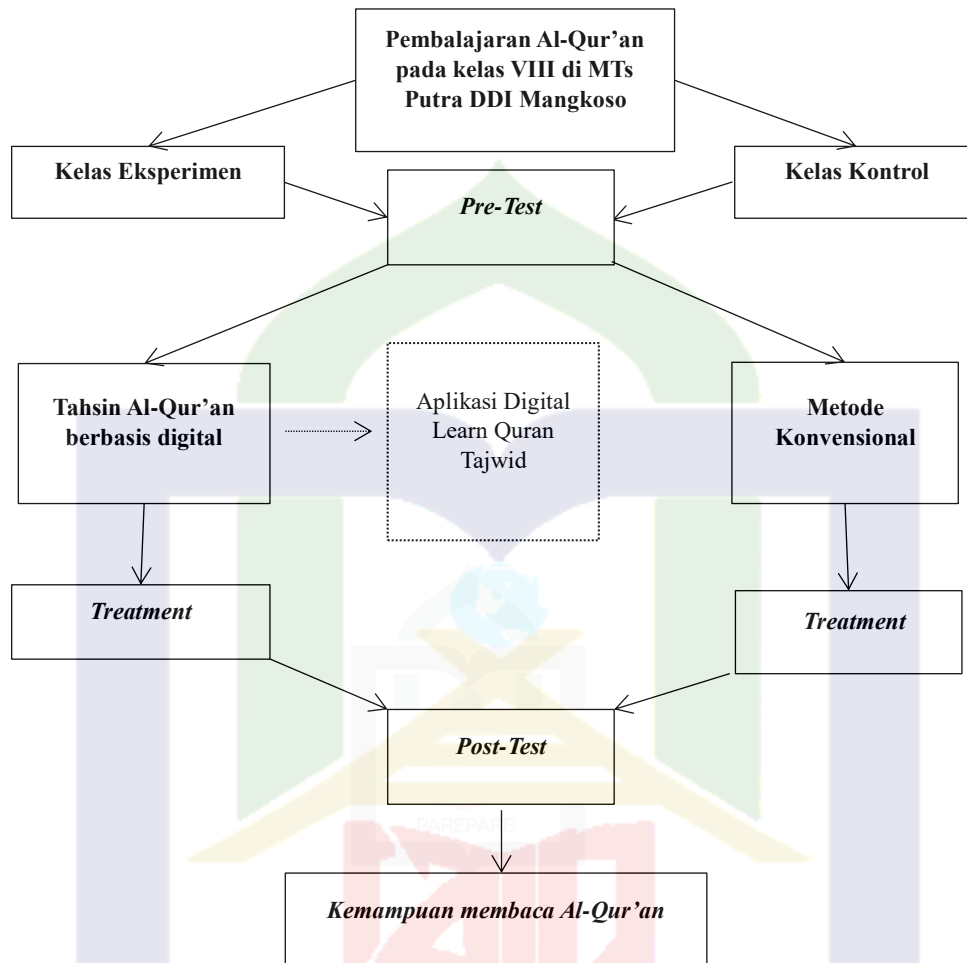 Pembalajaran Al-Qur’an
pada kelas VIII di MTs
Putra DDI Mangkoso
Kelas Eksperimen
Kelas Kontrol
Pre-Test
Tahsin Al-Qur’an
berbasis digital
Aplikasi Digital
Learn Quran
Tajwid
Metode
Konvensional
Treatment
Treatment
Post-Test
PAREPARE
Kemampuan membaca Al-Qur’an